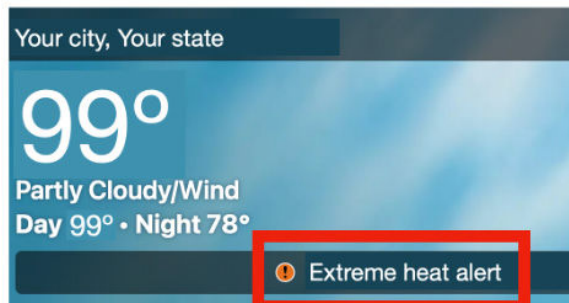 Your city, Your state
99°
Partly Cloudy/Wind
Day 99° • Night 78°
Extreme heat alert